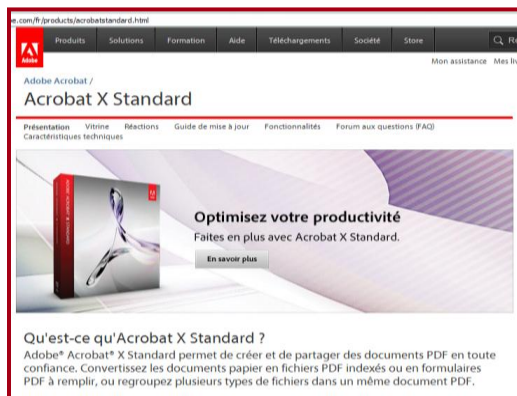 e.com/fr/products/acrobatstandard.html
Adobe
Produits Solutions Formation Aide Téléchargements Société Store
Mon assistance Mes
Adobe Acrobat /
Acrobat X Standard
Présentation Vitrine Réactions Guide de mise à jour Fonctionnalités Forum aux questions (FAQ)
Caractéristiques techniques
Optimisez votre productivité
Faites en plus avec Acrobat X Standard.
En savoir plus
Qu'est-ce qu'Acrobat X Standard ?
Adobe® Acrobat® X Standard permet de créer et de partager des documents PDF en toute
confiance. Convertissez les documents papier en fichiers PDF indexés ou en formulaires
PDF à remplir, ou regroupez plusieurs types de fichiers dans un même document PDF.